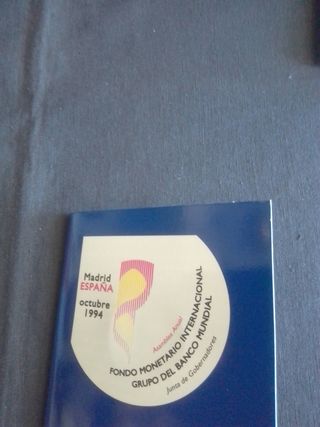 Madrid
ESPAÑA
octubre
1994
Asamblea Anual
FONDO MONETARIO INTERNACIONAL
GRUPO DEL BANCO MUNDIAL
Junta de Gobernadores